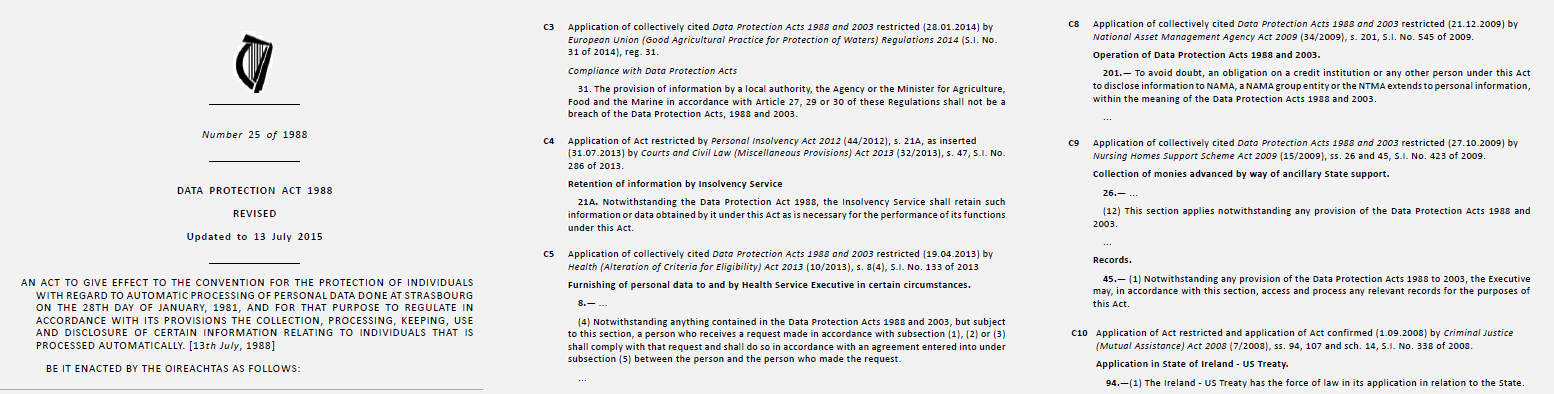 Number 25 of 1988
DATA PROTECTION ACT 1988
REVISED
Updated to 13 July 2015
AN ACT TO GIVE EFFECT TO THE CONVENTION FOR THE PROTECTION OF INDIVIDUALS
WITH REGARD TO AUTOMATIC PROCESSING OF PERSONAL DATA DONE AT STRASBOURG
ON THE 28TH DAY OF JANUARY, 1981, AND FOR THAT PURPOSE TO REGULATE IN
ACCORDANCE WITH ITS PROVISIONS THE COLLECTION, PROCESSING, KEEPING, USE
AND DISCLOSURE OF CERTAIN INFORMATION RELATING TO INDIVIDUALS THAT IS
PROCESSED AUTOMATICALLY. [13th July, 1988]
BE IT ENACTED BY THE OIREACHTAS AS FOLLOWS:
C3 Application of collectively cited Data Protection Acts 1988 and 2003 restricted (28.01.2014) by
European Union (Good Agricultural Practice for Protection of Waters) Regulations 2014 (S.I. No.
31 of 2014), reg. 31.
Compliance with Data Protection Acts
31. The provision of information by a local authority, the Agency or the Minister for Agriculture,
Food and the Marine in accordance with Article 27, 29 or 30 of these Regulations shall not be a
breach of the Data Protection Acts, 1988 and 2003.
C4 Application of Act restricted by Personal Insolvency Act 2012 (44/2012), s. 21A, as inserted
(31.07.2013) by Courts and Civil Law (Miscellaneous Provisions) Act 2013 (32/2013), s. 47, S.I. No.
286 of 2013.
Retention of information by Insolvency Service
21A. Notwithstanding the Data Protection Act 1988, the Insolvency Service shall retain such
information or data obtained by it under this Act as is necessary for the performance of its functions
under this Act.
C5 Application of collectively cited Data Protection Acts 1988 and 2003 restricted (19.04.2013) by
Health (Alteration of Criteria for Eligibility) Act 2013 (10/2013), s. 8(4), S.I. No. 133 of 2013
Furnishing of personal data to and by Health Service Executive in certain circumstances.
8.— ...
(4) Notwithstanding anything contained in the Data Protection Acts 1988 and 2003, but subject
to this section, a person who receives a request made in accordance with subsection (1), (2) or (3)
shall comply with that request and shall do so in accordance with an agreement entered into under
subsection (5) between the person and the person who made the request.
...
C8 Application of collectively cited Data Protection Acts 1988 and 2003 restricted (21.12.2009) by
National Asset Management Agency Act 2009 (34/2009), s. 201, S.I. No. 545 of 2009.
Operation of Data Protection Acts 1988 and 2003.
201.— To avoid doubt, an obligation on a credit institution or any other person under this Act
to disclose information to NAMA, a NAMA group entity or the NTMA extends to personal information,
within the meaning of the Data Protection Acts 1988 and 2003.
...
C9 Application of collectively cited Data Protection Acts 1988 and 2003 restricted (27.10.2009) by
Nursing Homes Support Scheme Act 2009 (15/2009), ss. 26 and 45, S.I. No. 423 of 2009.
Collection of monies advanced by way of ancillary State support.
26.— ...
(12) This section applies notwithstanding any provision of the Data Protection Acts 1988 and
2003.
...
Records.
45.— (1) Notwithstanding any provision of the Data Protection Acts 1988 to 2003, the Executive
may, in accordance with this section, access and process any relevant records for the purposes of
this Act.
C10 Application of Act restricted and application of Act confirmed (1.09.2008) by Criminal Justice
(Mutual Assistance) Act 2008 (7/2008), ss. 94, 107 and sch. 14, S.I. No. 338 of 2008.
Application in State of Ireland - US Treaty.
94.—(1) The Ireland - US Treaty has the force of law in its application in relation to the State.